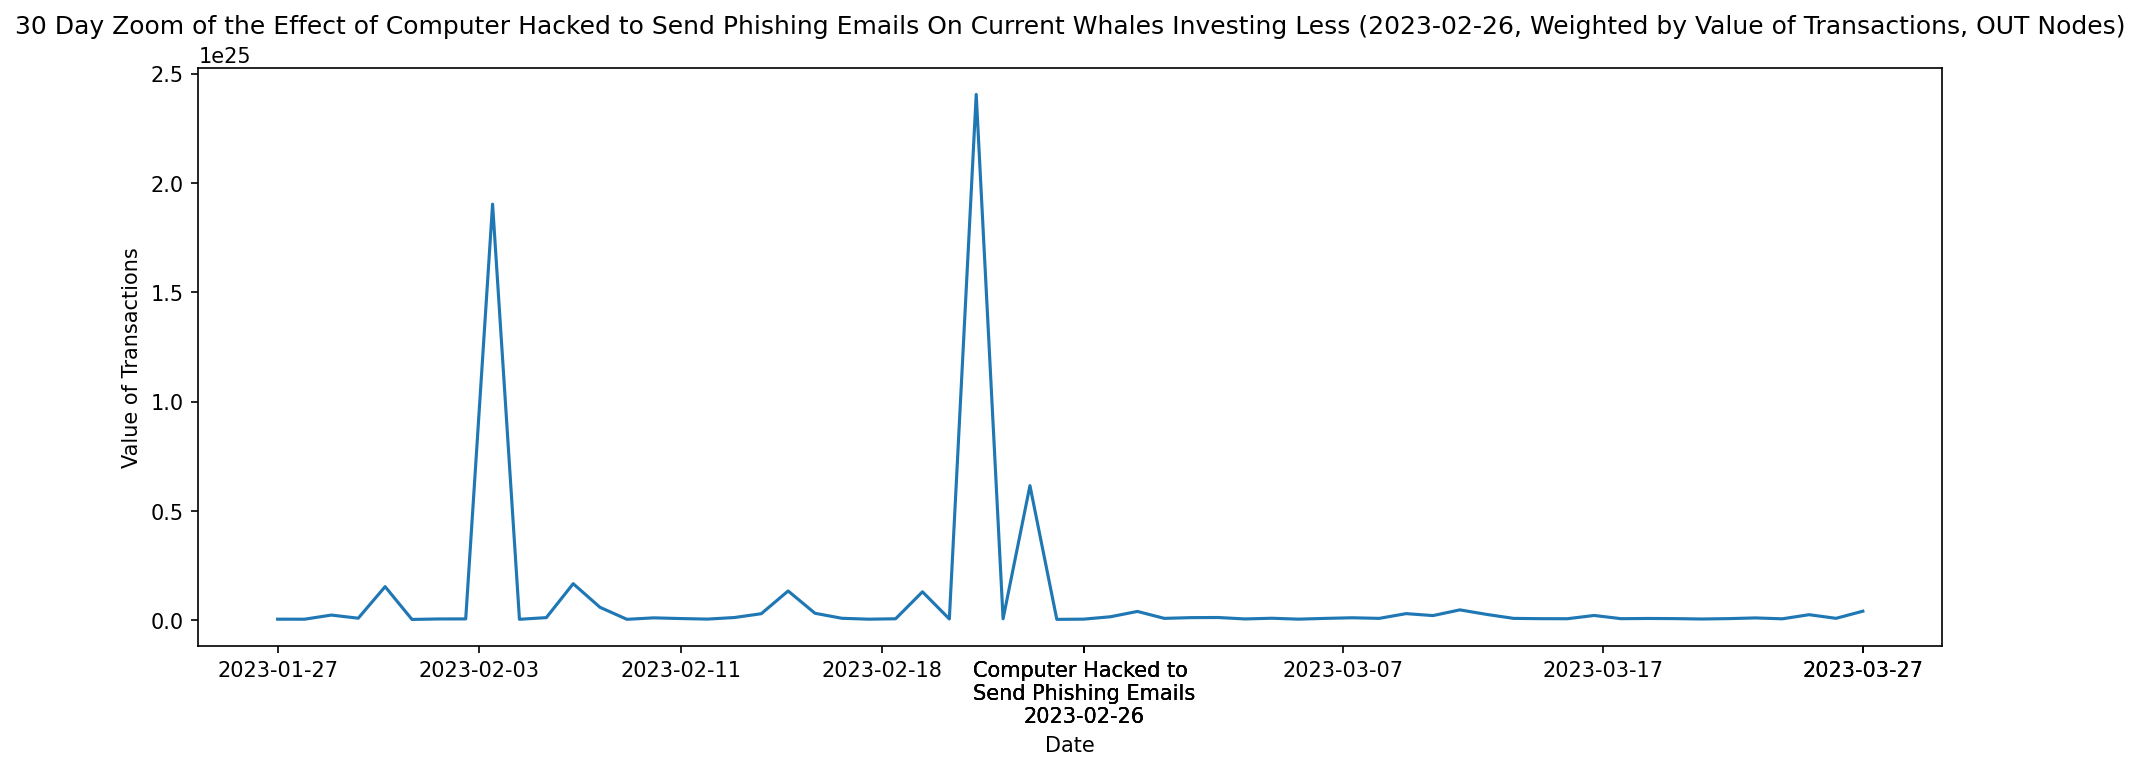 30 Day Zoom of the Effect of Computer Hacked to Send Phishing Emails On Current Whales Investing Less (2023-02-26, Weighted by Value of Transactions, OUT Nodes)
1e25
2.5
2.0
1.5
1.0
0.5
0.0
Value of Transactions
2023-01-27
2023-02-03
2023-02-11
2023-02-18
Computer Hacked to
Send Phishing Emails
2023-02-26
2023-03-07
2023-03-17
2023-03-27
Date